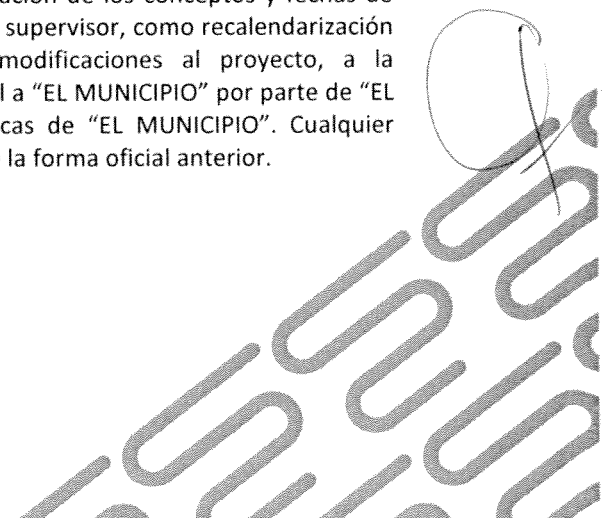 ución de los conceptos y fechas de
supervisor, como recalendarización
modificaciones al proyecto, a la
l a “EL MUNICIPIO” por parte de “EL
cas de “EL MUNICIPIO”. Cualquier
la forma oficial anterior.